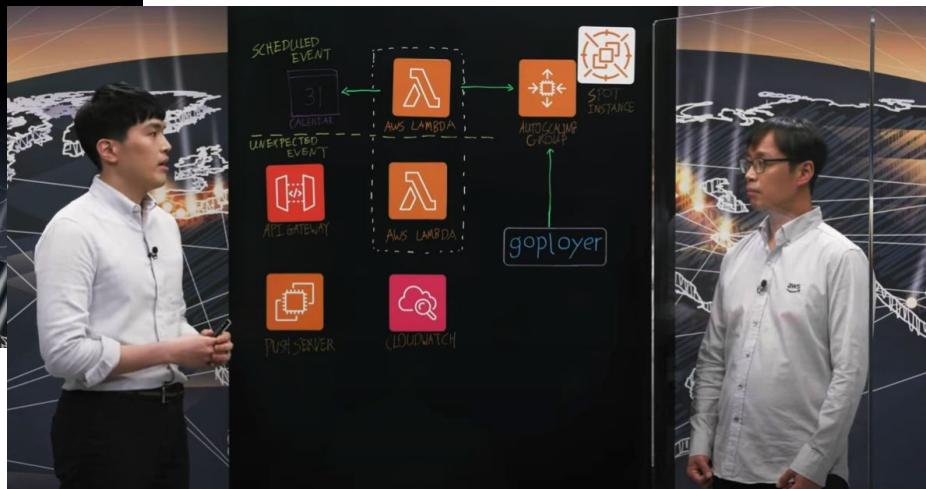 SCHEDULED
EVENT
31
CALENDAR
AWS LAMBDA
AUTOSCALING
GROUP
SPOT
INSTANCE
UNEXPECTED
EVENT
API GATEWAY
AWS LAMBDA
goployer
PUSH SERVER
CLOUDWATCH
aws